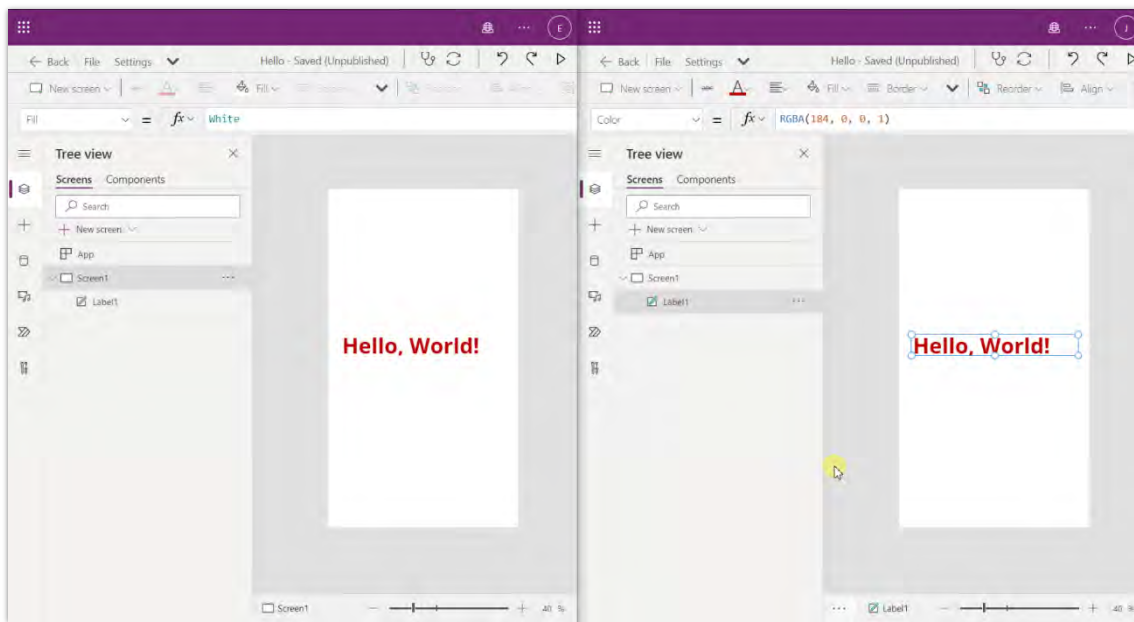 E
Back File Settings Hello - Saved (Unpublished)
New screen Fill
Fill = fx White
Tree view
Screens Components
Search
New screen
App
Screen1
Label1
Hello, World!
Screen1 40 %
J
Back File Settings Hello - Saved (Unpublished)
New screen A Fill Border Reorder Align
Color = fx RGBA(184, 0, 0, 1)
Tree view
Screens Components
Search
New screen
App
Screen1
Label1
Hello, World!
Label1 40 %